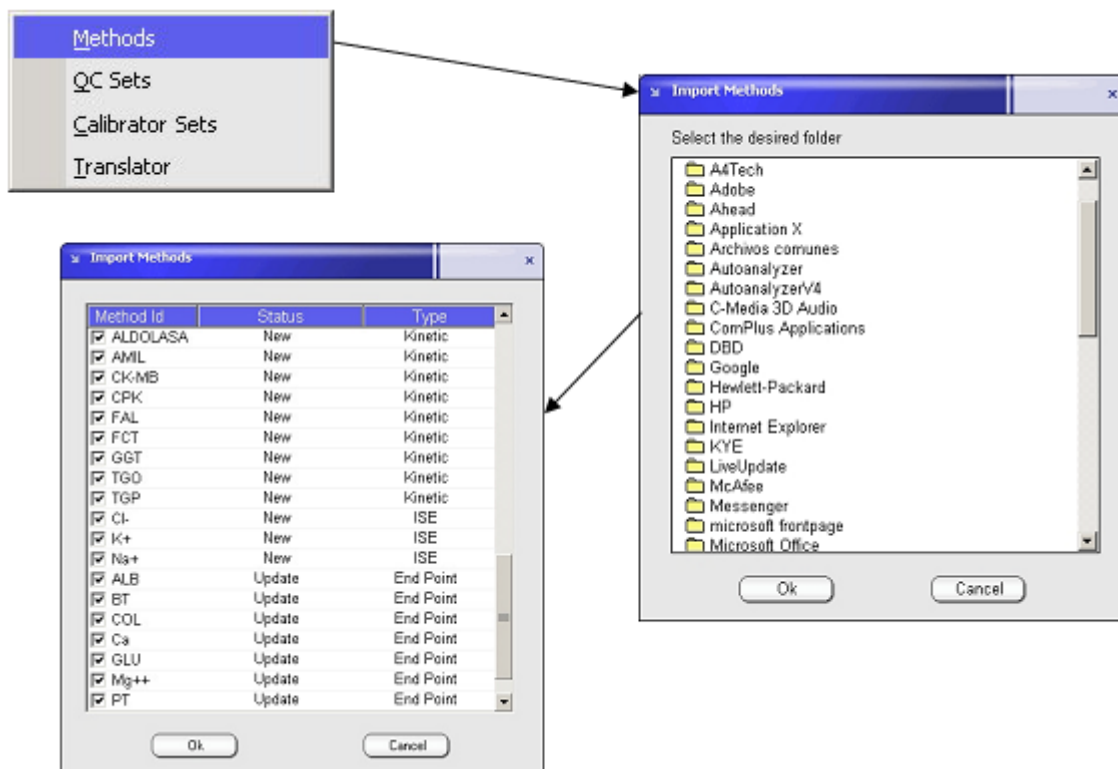 Methods
QC Sets
Calibrator Sets
Translator
Import Methods
Select the desired folder
A4Tech
Adobe
Ahead
Application X
Archivos comunes
Autoanalyzer
AutoanalyzerV4
C-Media 3D Audio
ComPlus Applications
DBD
Google
Hewlett-Packard
HP
Internet Explorer
KYE
LiveUpdate
McAfee
Messenger
microsoft frontpage
Microsoft Office
Ok Cancel
Import Methods
Method Id Status Type
ALDOLASA New Kinetic
AMIL New Kinetic
CK-MB New Kinetic
CPK New Kinetic
FAL New Kinetic
FCT New Kinetic
GGT New Kinetic
TGO New Kinetic
TGP New Kinetic
Cl- New ISE
K+ New ISE
Na+ New ISE
ALB Update End Point
BT Update End Point
COL Update End Point
Ca Update End Point
GLU Update End Point
Mg++ Update End Point
PT Update End Point
Ok Cancel